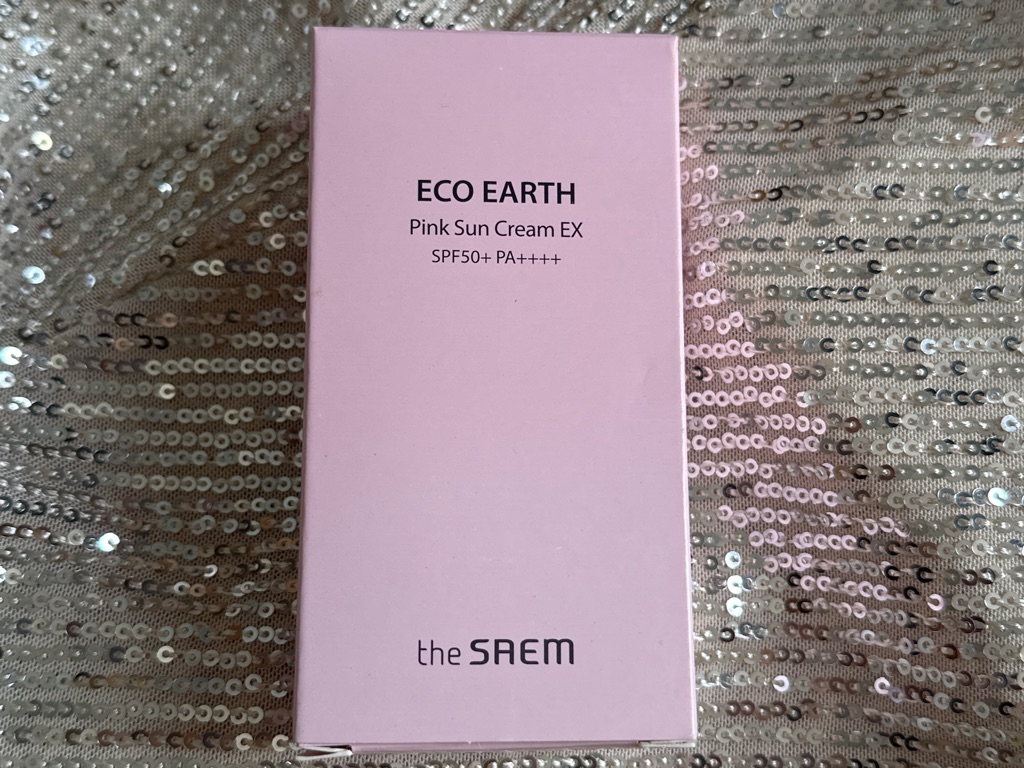 ECO EARTH
Pink Sun Cream EX
SPF50+ PA++++
the SAEM